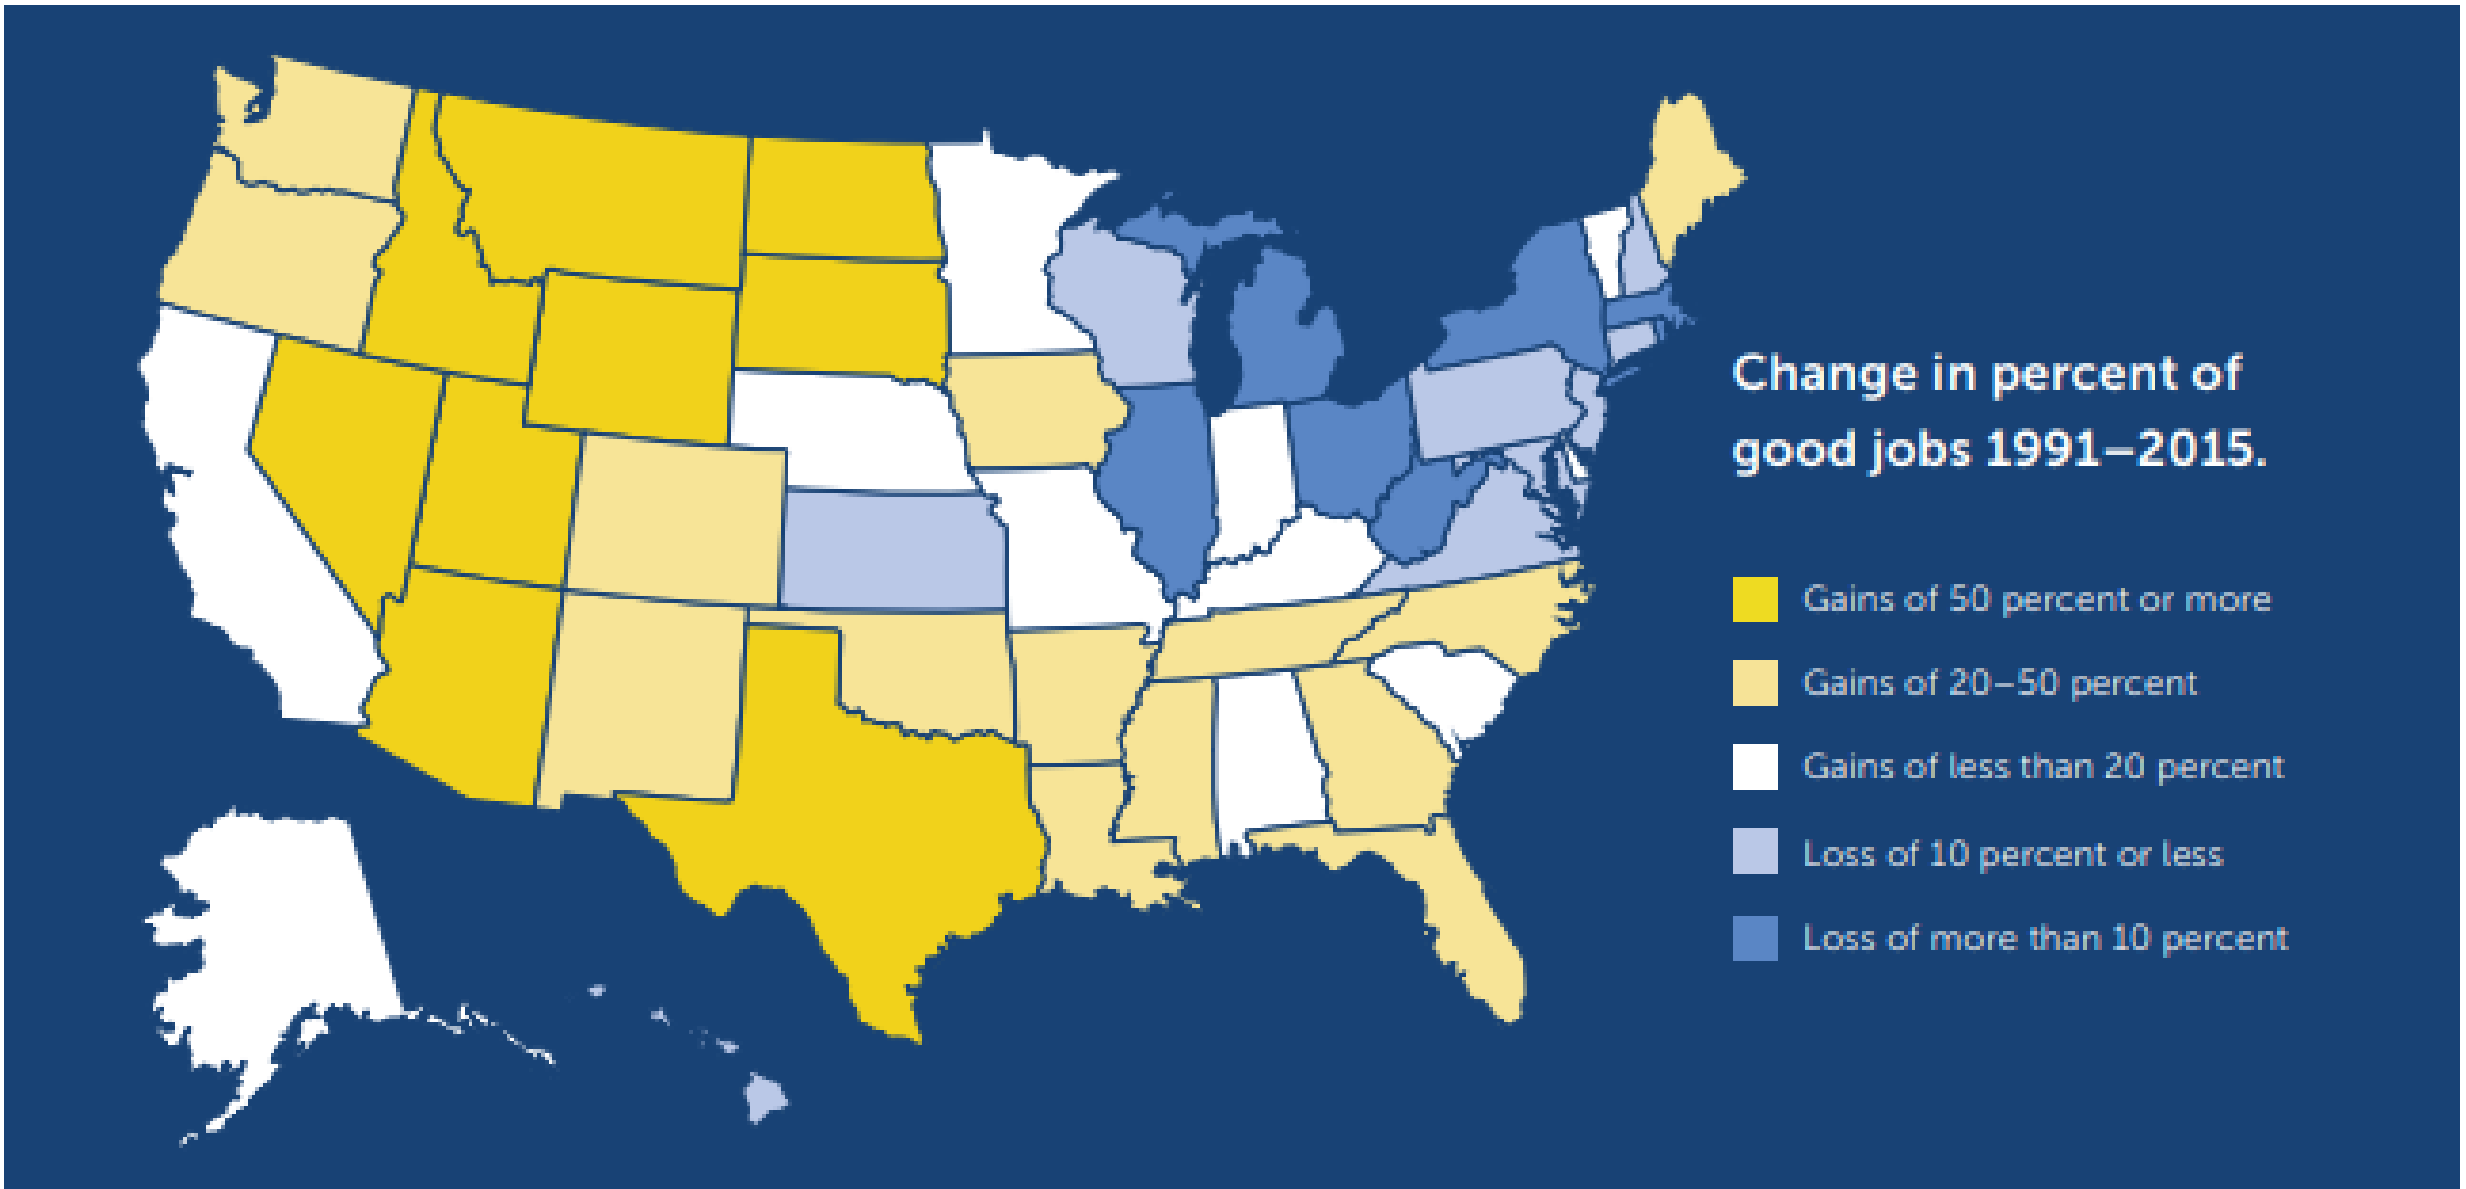 Change in percent of
good jobs 1991–2015.
Gains of 50 percent or more
Gains of 20–50 percent
Gains of less than 20 percent
Loss of 10 percent or less
Loss of more than 10 percent